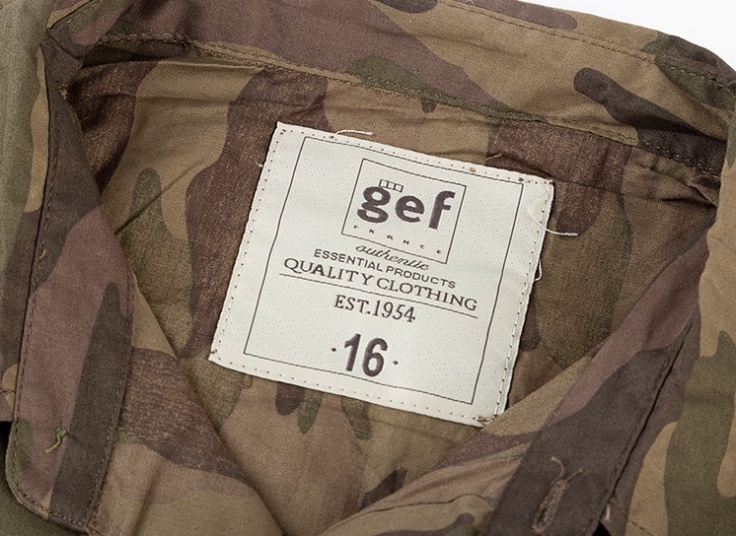 gef
FRANCE
authentic
ESSENTIAL PRODUCTS
QUALITY CLOTHING
EST.1954
·16·